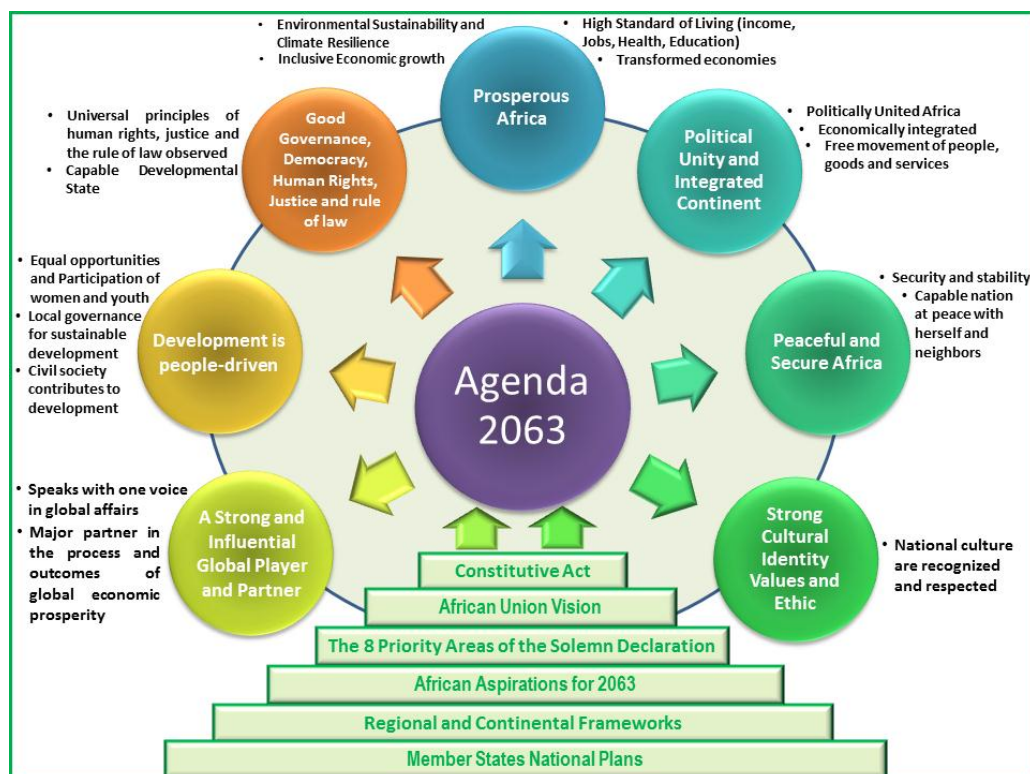 • Environmental Sustainability and
Climate Resilience
• Inclusive Economic growth
• High Standard of Living (income,
Jobs, Health, Education)
• Transformed economies
Prosperous
Africa
• Universal principles of
human rights, justice and
the rule of law observed
• Capable Developmental
State
Good
Governance,
Democracy,
Human Rights,
Justice and rule
of law
Political
Unity and
Integrated
Continent
• Politically United Africa
• Economically integrated
• Free movement of people,
goods and services
• Equal opportunities
and Participation of
women and youth
• Local governance
for sustainable
development
• Civil society
contributes to
development
Development is
people-driven
Agenda
2063
Peaceful and
Secure Africa
• Security and stability
• Capable nation
at peace with
herself and
neighbors
• Speaks with one voice
in global affairs
• Major partner in
the process and
outcomes of
global economic
prosperity
A Strong and
Influential
Global Player
and Partner
Strong
Cultural
Identity
Values and
Ethic
• National culture
are recognized
and respected
Constitutive Act
African Union Vision
The 8 Priority Areas of the Solemn Declaration
African Aspirations for 2063
Regional and Continental Frameworks
Member States National Plans